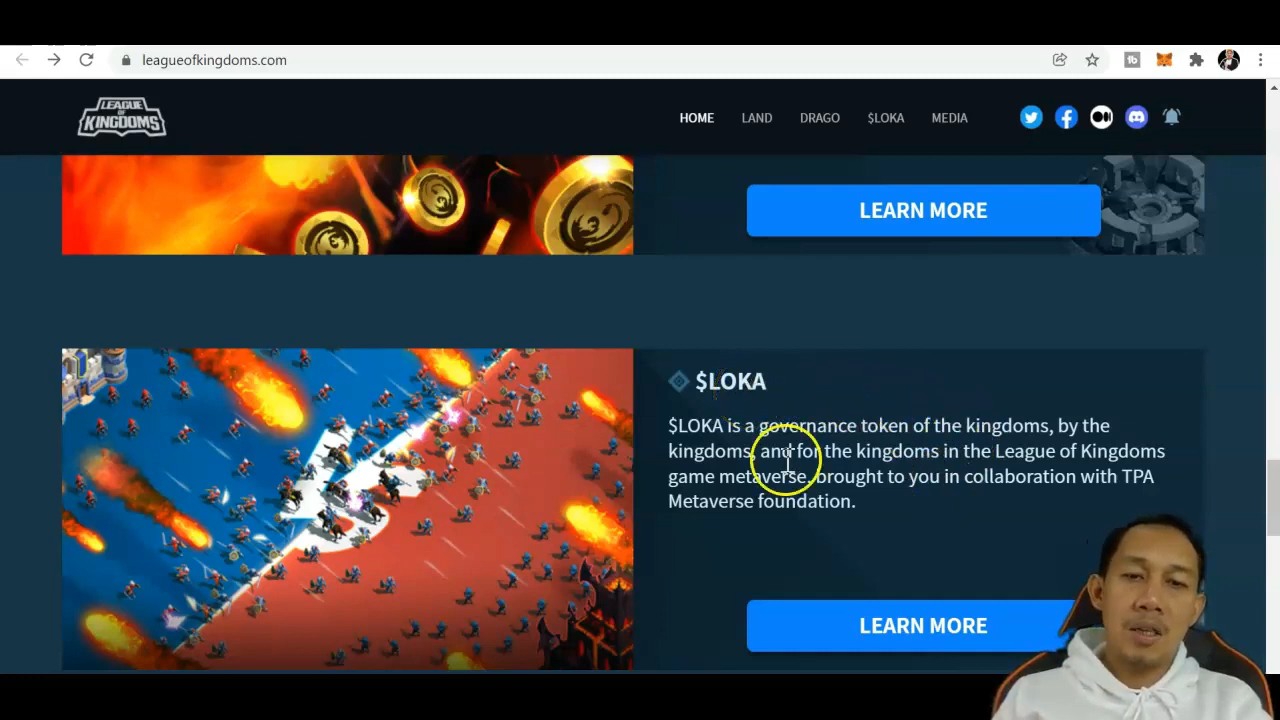 leagueofkingdoms.com
LEAGUE
OF
KINGDOMS
HOME LAND DRAGO $LOKA MEDIA
LEARN MORE
$LOKA
$LOKA is a governance token of the kingdoms, by the
kingdoms, and for the kingdoms in the League of Kingdoms
game metaverse, brought to you in collaboration with TPA
Metaverse foundation.
VS
LEARN MORE